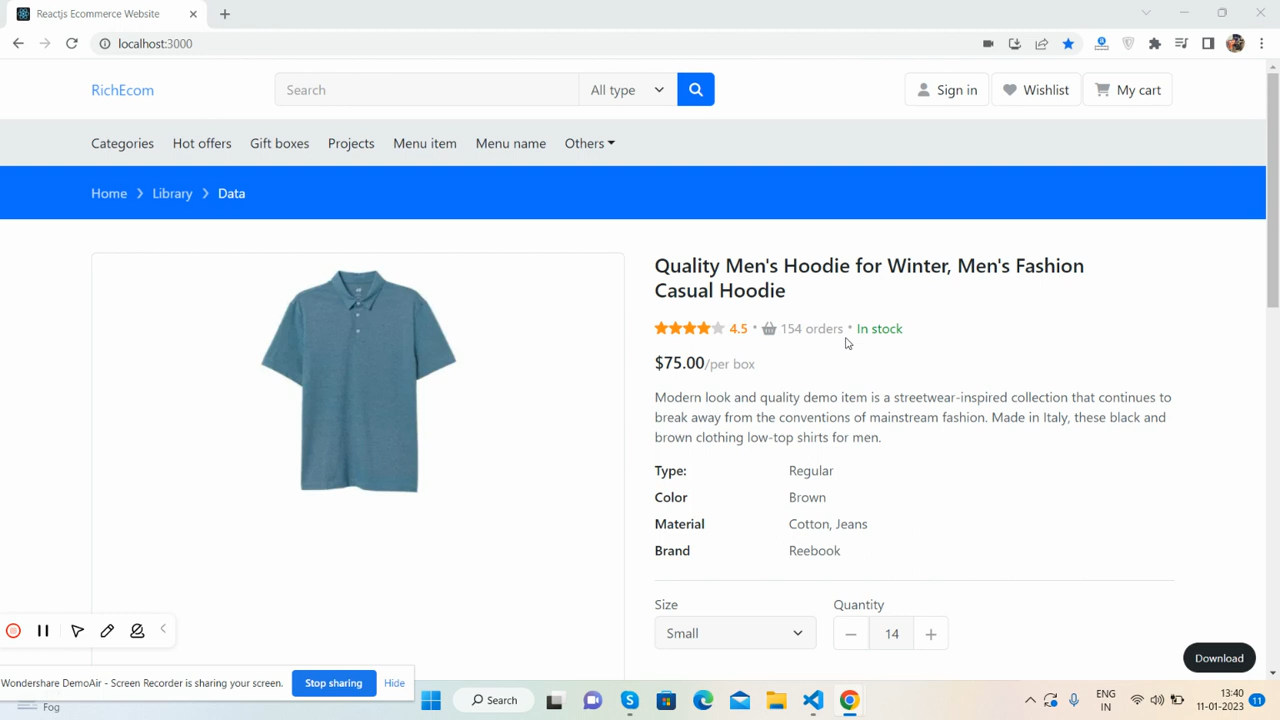 Reactjs Ecommerce Website
localhost:3000
RichEcom
Search
All type
Sign in
Wishlist
My cart
Categories Hot offers Gift boxes Projects Menu item Menu name Others
Home > Library > Data
Quality Men's Hoodie for Winter, Men's Fashion
Casual Hoodie
4.5 • 154 orders • In stock
$75.00/per box
Modern look and quality demo item is a streetwear-inspired collection that continues to
break away from the conventions of mainstream fashion. Made in Italy, these black and
brown clothing low-top shirts for men.
Type: Regular
Color Brown
Material Cotton, Jeans
Brand Reebook
Size Quantity
Small − 14 +
Download
Wondershare DemoAir - Screen Recorder is sharing your screen. Stop sharing Hide
Fog
Search
ENG
IN
13:40
11-01-2023
11